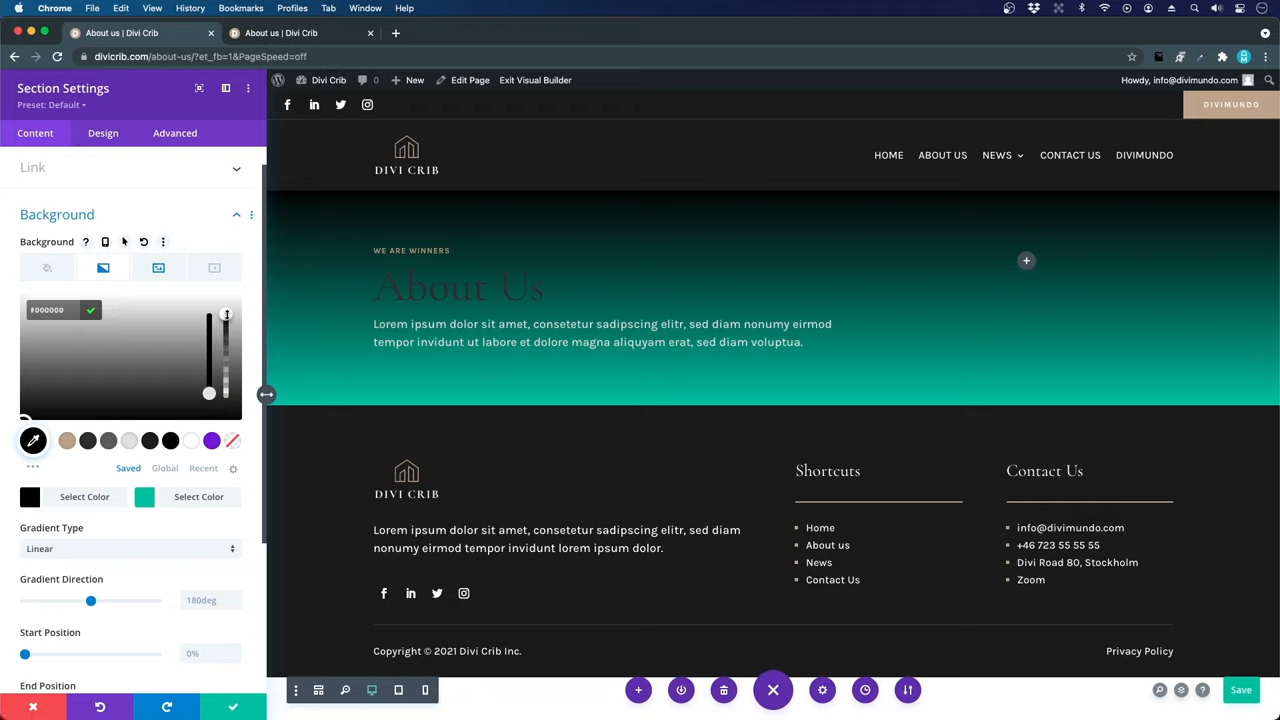 Chrome File Edit View History Bookmarks Profiles Tab Window Help
About us | Divi Crib
About us | Divi Crib
divicrib.com/about-us/?et_fb=1&PageSpeed=off
Divi Crib 0 New Edit Page Exit Visual Builder Howdy, info@divimundo.com
Section Settings
Preset: Default
Content Design Advanced
Link
Background
Background
#000000
Saved Global Recent
Select Color Select Color
Gradient Type
Linear
Gradient Direction
180deg
Start Position
0%
End Position
DIVIMUNDO
DIVI CRIB
HOME ABOUT US NEWS CONTACT US DIVIMUNDO
WE ARE WINNERS
About Us
Lorem ipsum dolor sit amet, consetetur sadipscing elitr, sed diam nonumy eirmod
tempor invidunt ut labore et dolore magna aliquyam erat, sed diam voluptua.
DIVI CRIB
Lorem ipsum dolor sit amet, consetetur sadipscing elitr, sed diam
nonumy eirmod tempor invidunt lorem ipsum dolor.
Shortcuts
Home
About us
News
Contact Us
Contact Us
info@divimundo.com
+46 723 55 55 55
Divi Road 80, Stockholm
Zoom
Copyright © 2021 Divi Crib Inc.
Privacy Policy
Save